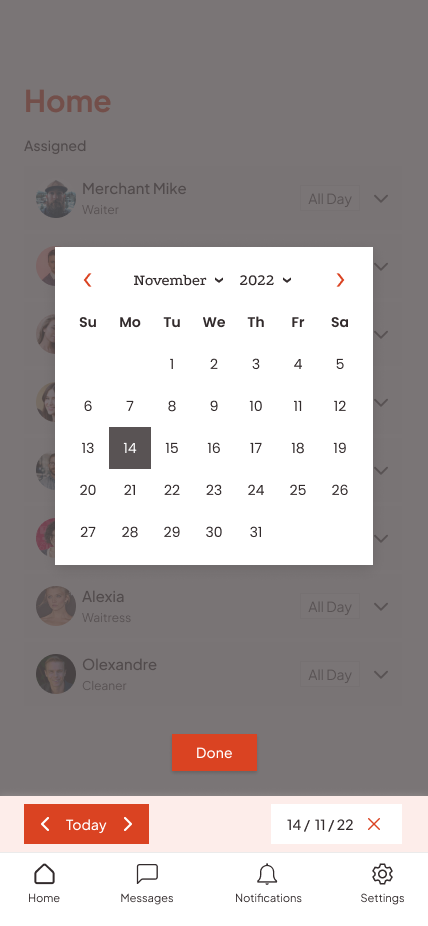 Home
Assigned
Merchant Mike
All Day
Waiter
November 2022
Su Mo Tu We Th Fr Sa
1 2 3 4 5
6 7 8 9 10 11 12
13 14 15 16 17 18 19
20 21 22 23 24 25 26
27 28 29 30 31
Alexia
All Day
Waitress
Olexandre
All Day
Cleaner
Done
Today
14 / 11 / 22
Home Messages Notifications Settings